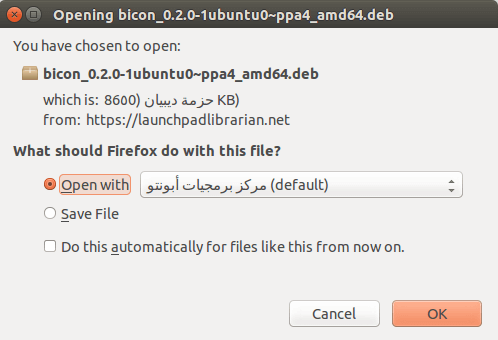 Opening bicon_0.2.0-1ubuntu0~ppa4_amd64.deb
You have chosen to open:
bicon_0.2.0-1ubuntu0~ppa4_amd64.deb
which is: حزمة ديبيان (8600 KB)
from: https://launchpadlibrarian.net
What should Firefox do with this file?
Open with مركز برمجيات أبونتو (default)
Save File
Do this automatically for files like this from now on.
Cancel OK